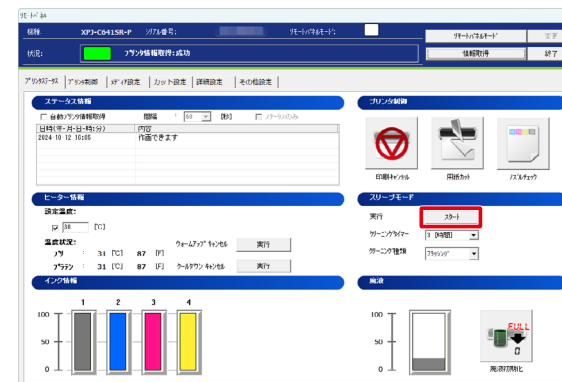 ﾘﾓｰﾄﾊﾟﾈﾙ
機種 XPJ-C641SR-P ｼﾘｱﾙ番号: ﾘﾓｰﾄﾊﾟﾈﾙﾓｰﾄﾞ: ﾘﾓｰﾄﾊﾟﾈﾙﾓｰﾄﾞ 変更
状況: ﾌﾟﾘﾝﾀ情報取得:成功 情報取得 終了
ﾌﾟﾘﾝﾀｽﾃｰﾀｽ ﾌﾟﾘﾝﾀ制御 ﾒﾃﾞｨｱ設定 カット設定 詳細設定 その他設定
ステータス情報
自動ﾌﾟﾘﾝﾀ情報取得 間隔 : 60 [秒] ｽﾃｰﾀｽのみ
日時(年-月-日-時:分) 内容
2024-10-12 10:05 作画できます
プリンタ制御
印刷ｷｬﾝｾﾙ 用紙ｶｯﾄ ﾉｽﾞﾙﾁｪｯｸ
ヒーター情報
設定温度:
38 [℃]
温度状況:
ﾌﾟﾘ : 31 [℃] 87 [F]
ﾌﾟﾗﾃﾝ : 31 [℃] 87 [F]
ｳｫｰﾑｱｯﾌﾟｷｬﾝｾﾙ 実行
ｸｰﾙﾀﾞｳﾝ ｷｬﾝｾﾙ 実行
スリープモード
実行 ｽﾀｰﾄ
ｸﾘｰﾆﾝｸﾞﾀｲﾏｰ 3 [時間]
ｸﾘｰﾆﾝｸﾞ種類 ﾌﾗｯｼﾝｸﾞ
インク情報
1 2 3 4
100
50
0
廃液
100
50
0
FULL
0
廃液初期化